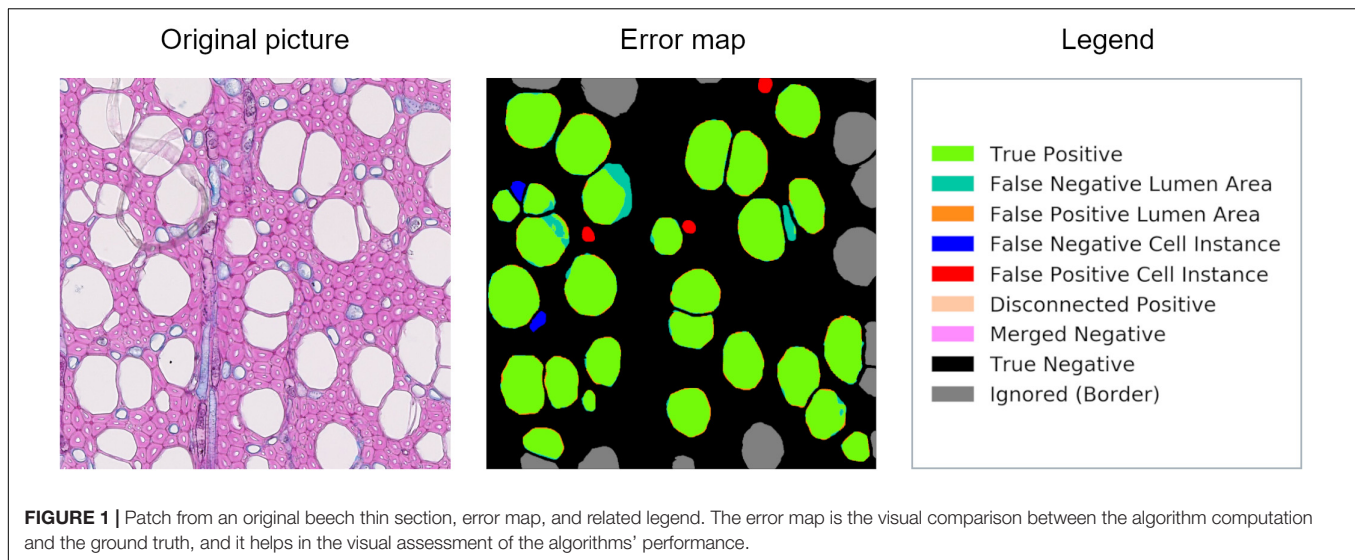 Original picture
Error map
Legend
True Positive
False Negative Lumen Area
False Positive Lumen Area
False Negative Cell Instance
False Positive Cell Instance
Disconnected Positive
Merged Negative
True Negative
Ignored (Border)
FIGURE 1 | Patch from an original beech thin section, error map, and related legend. The error map is the visual comparison between the algorithm computation
and the ground truth, and it helps in the visual assessment of the algorithms' performance.